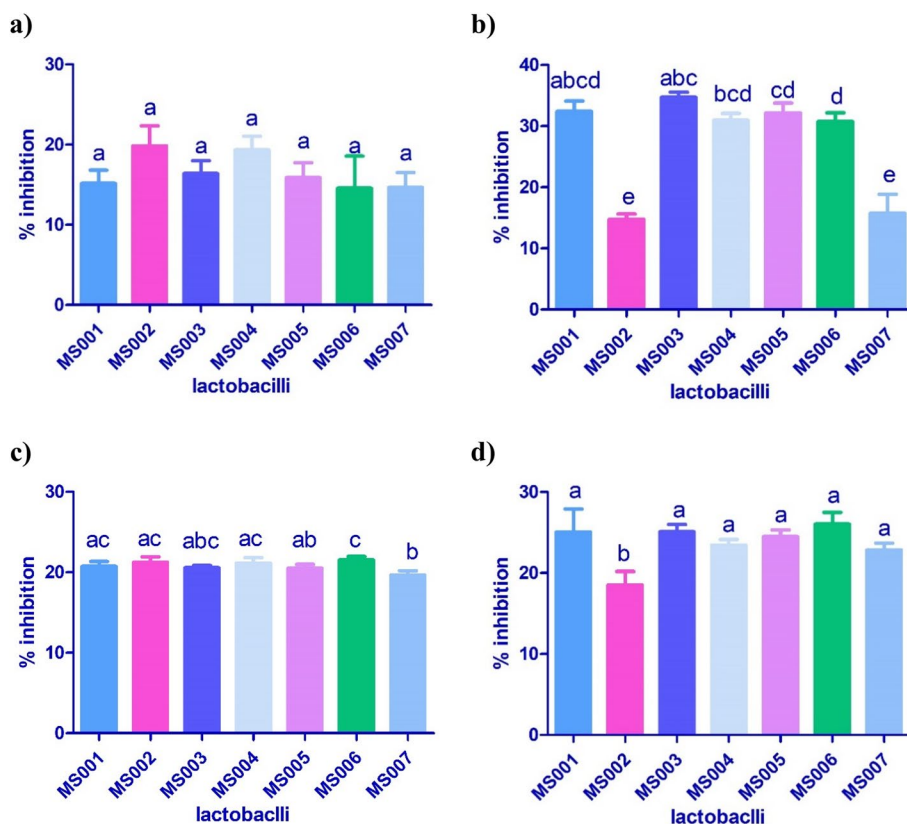 a)
30
20
10
0
% inhibition
a a a a a a a
MS001 MS002 MS003 MS004 MS005 MS006 MS007
lactobacilli
b)
40
30
20
10
0
% inhibition
abcd e abc bcd cd d e
MS001 MS002 MS003 MS004 MS005 MS006 MS007
lactobacilli
c)
30
20
10
0
% inhibition
ac ac abc ac ab c b
MS001 MS002 MS003 MS004 MS005 MS006 MS007
lactobaclli
d)
30
20
10
0
% inhibition
a b a a a a a
MS001 MS002 MS003 MS004 MS005 MS006 MS007
lactobaclli